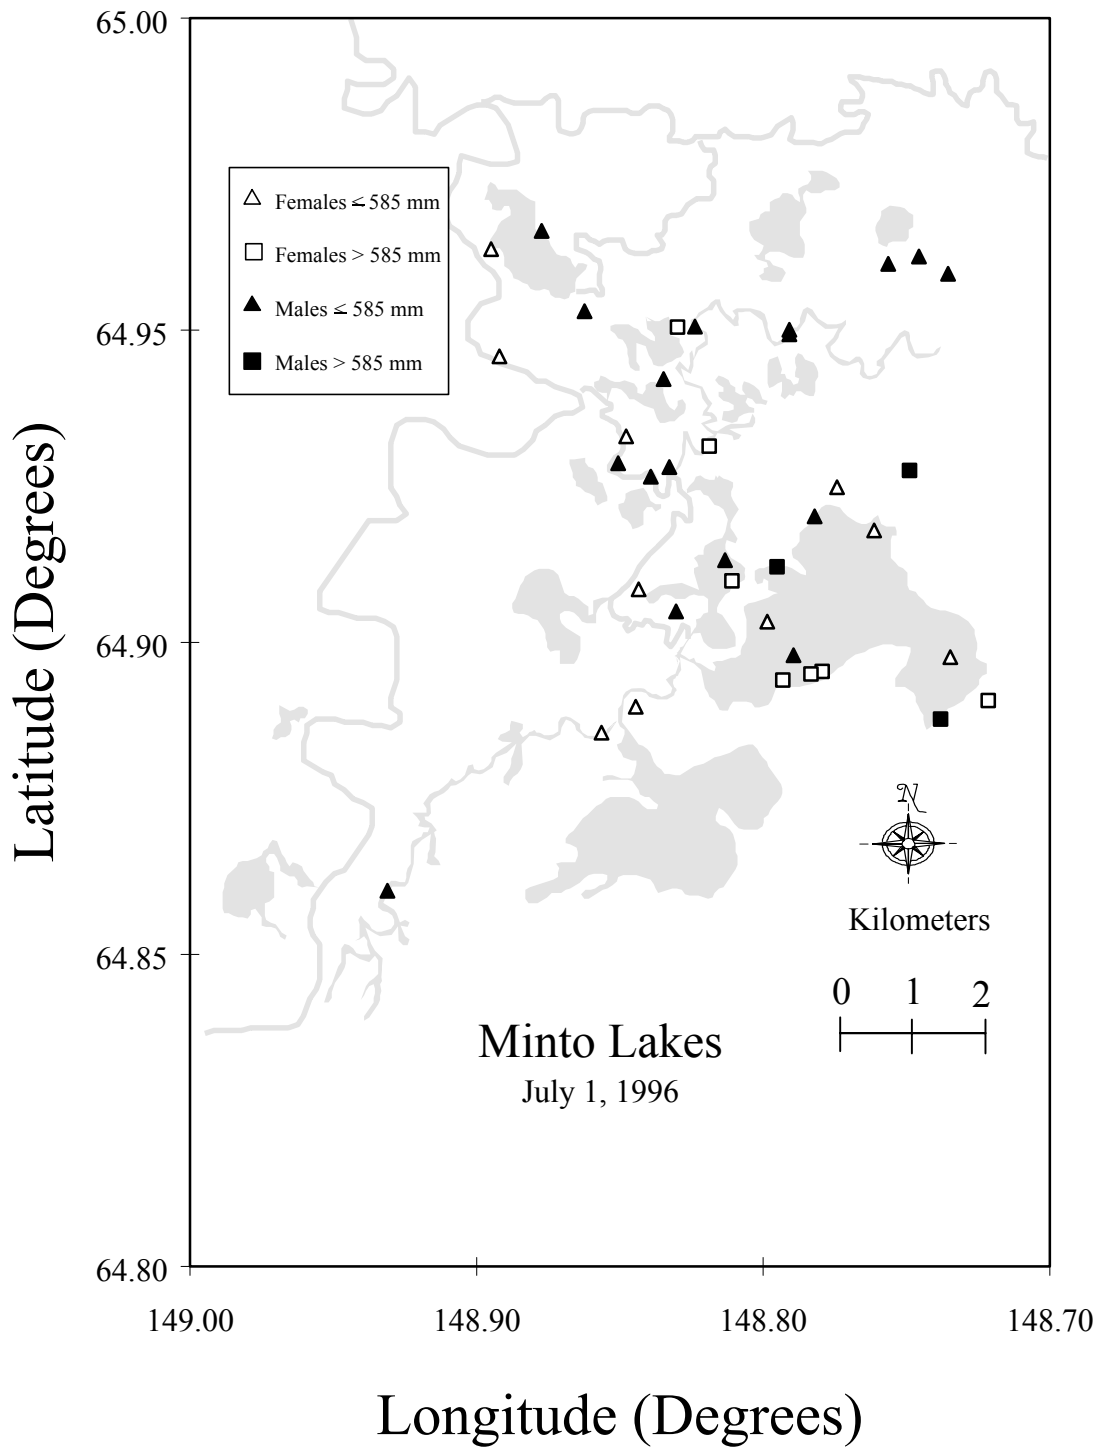 65.00
Females ≤ 585 mm
Females > 585 mm
Males ≤ 585 mm
Males > 585 mm
64.95
Latitude (Degrees)
64.90
N
Kilometers
64.85
0 1 2
Minto Lakes
July 1, 1996
64.80
149.00 148.90 148.80 148.70
Longitude (Degrees)